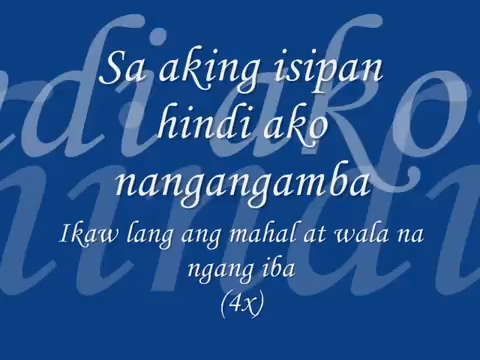 Sa aking isipan
hindi ako
nangangamba
Ikaw lang ang mahal at wala na
ngang iba
(4x)